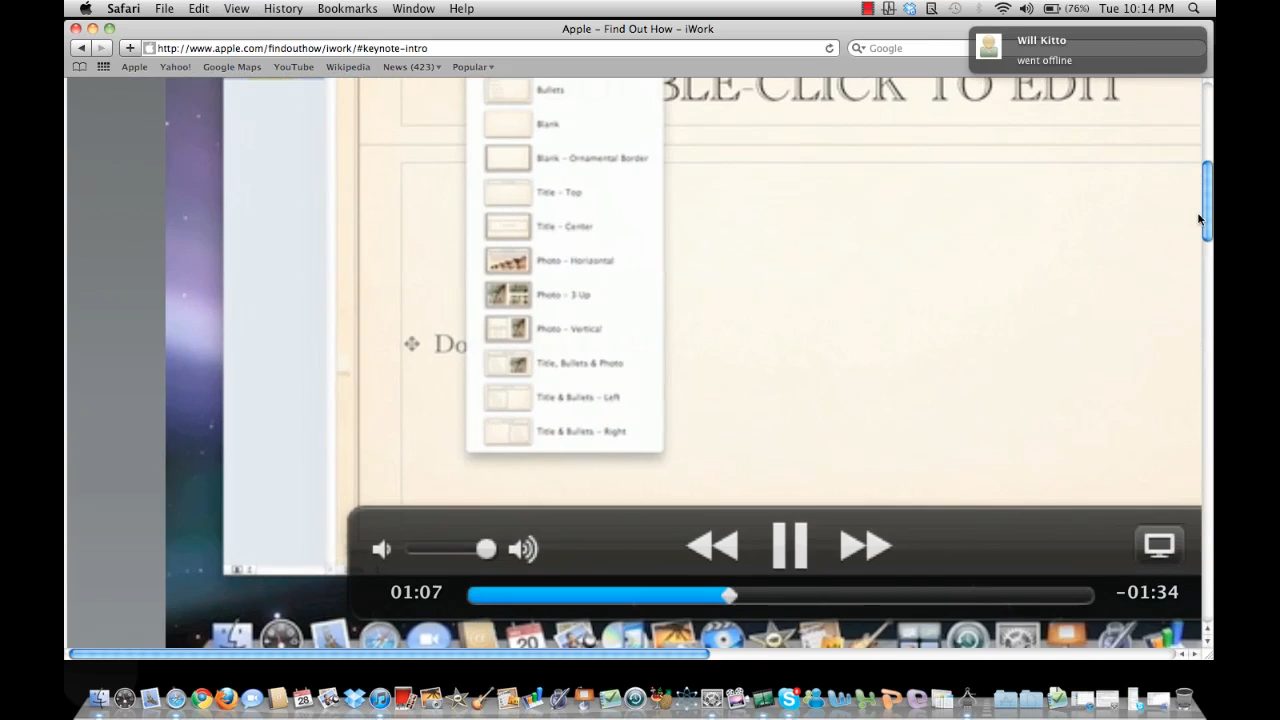 Safari File Edit View History Bookmarks Window Help (76%) Tue 10:14 PM
Apple – Find Out How – iWork
http://www.apple.com/findouthow/iwork/#keynote-intro
Google
Will Kitto
went offline
Apple Yahoo! Google Maps YouTube Wikipedia News (423) Popular
BLE-CLICK TO EDIT
Bullets
Blank
Blank - Ornamental Border
Title - Top
Title - Center
Photo - Horizontal
Photo - 3 Up
Photo - Vertical
Do
Title, Bullets & Photo
Title & Bullets - Left
Title & Bullets - Right
01:07
-01:34
20
28